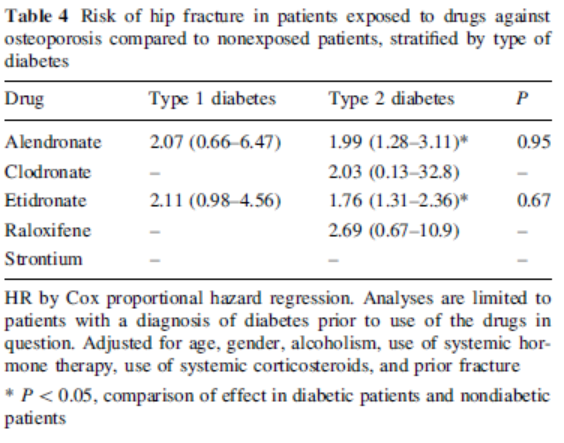 Table 4 Risk of hip fracture in patients exposed to drugs against
osteoporosis compared to nonexposed patients, stratified by type of
diabetes
Drug Type 1 diabetes Type 2 diabetes P
Alendronate 2.07 (0.66–6.47) 1.99 (1.28–3.11)* 0.95
Clodronate – 2.03 (0.13–32.8) –
Etidronate 2.11 (0.98–4.56) 1.76 (1.31–2.36)* 0.67
Raloxifene – 2.69 (0.67–10.9) –
Strontium – – –
HR by Cox proportional hazard regression. Analyses are limited to
patients with a diagnosis of diabetes prior to use of the drugs in
question. Adjusted for age, gender, alcoholism, use of systemic hor-
mone therapy, use of systemic corticosteroids, and prior fracture
* P < 0.05, comparison of effect in diabetic patients and nondiabetic
patients